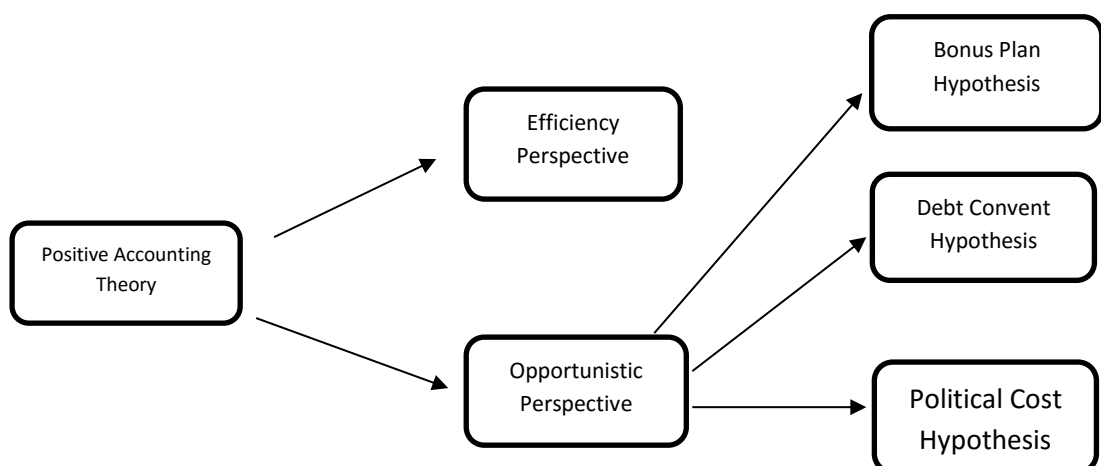 Bonus Plan
Hypothesis
Efficiency
Perspective
Debt Convent
Hypothesis
Positive Accounting
Theory
Opportunistic
Perspective
Political Cost
Hypothesis